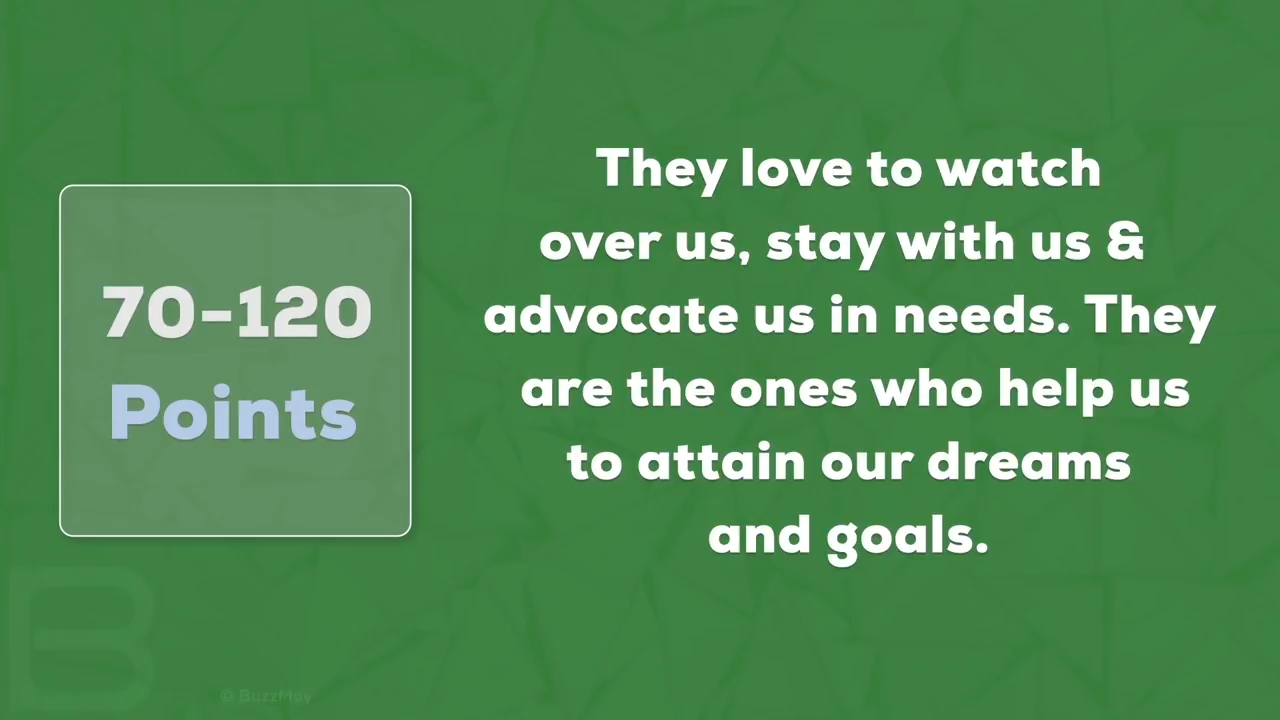 70-120
Points
They love to watch
over us, stay with us &
advocate us in needs. They
are the ones who help us
to attain our dreams
and goals.